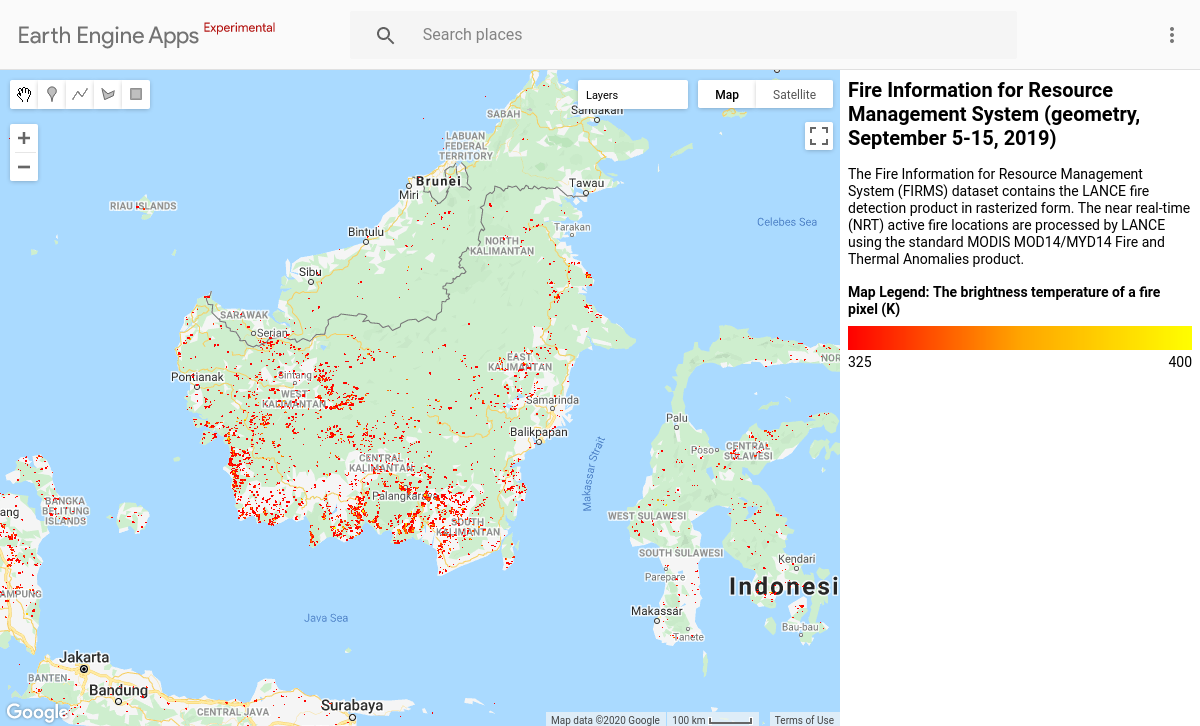 Earth Engine Apps Experimental
Search places
Layers
Map
Satellite
Sandakan
SABAH
LABUAN
FEDERAL
TERRITORY
Brunei
Miri
Tawau
RIAU ISLANDS
Celebes Sea
Tarakan
Bintulu
NORTH
KALIMANTAN
Sibu
SARAWAK
Serian
EAST
KALIMANTAN
Pontianak
Sintang
WEST
KALIMANTAN
Samarinda
Balikpapan
Palu
Poso
CENTRAL
SULAWESI
CENTRAL
KALIMANTAN
Makassar Strait
Palangkara
ang
BANGKA
BELITUNG
ISLANDS
SOUTH
KALIMANTAN
WEST SULAWESI
SOUTH SULAWESI
Kendari
Parepare
Indonesi
AMPUNG
Java Sea
Makassar
Bau-bau
Tanete
Jakarta
BANTEN
Bandung
Surabaya
CENTRAL JAVA
NOR
Google
Map data ©2020 Google
100 km
Terms of Use
Fire Information for Resource
Management System (geometry,
September 5-15, 2019)
The Fire Information for Resource Management
System (FIRMS) dataset contains the LANCE fire
detection product in rasterized form. The near real-time
(NRT) active fire locations are processed by LANCE
using the standard MODIS MOD14/MYD14 Fire and
Thermal Anomalies product.
Map Legend: The brightness temperature of a fire
pixel (K)
325 400